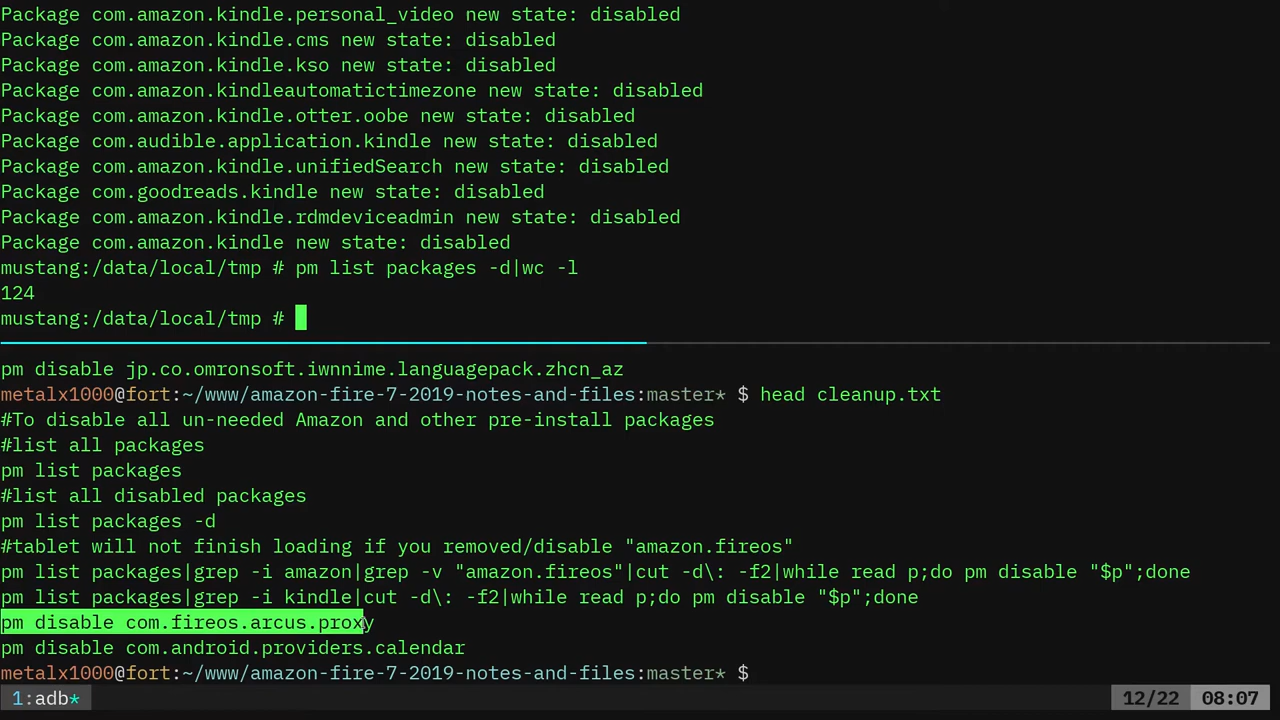 Package com.amazon.kindle.personal_video new state: disabled
Package com.amazon.kindle.cms new state: disabled
Package com.amazon.kindle.kso new state: disabled
Package com.amazon.kindleautomatictimezone new state: disabled
Package com.amazon.kindle.otter.oobe new state: disabled
Package com.audible.application.kindle new state: disabled
Package com.amazon.kindle.unifiedSearch new state: disabled
Package com.goodreads.kindle new state: disabled
Package com.amazon.kindle.rdmdeviceadmin new state: disabled
Package com.amazon.kindle new state: disabled
mustang:/data/local/tmp # pm list packages -d|wc -l
124
mustang:/data/local/tmp #
pm disable jp.co.omronsoft.iwnnime.languagepack.zhcn_az
metalx1000@fort:~/www/amazon-fire-7-2019-notes-and-files:master* $ head cleanup.txt
#To disable all un-needed Amazon and other pre-install packages
#list all packages
pm list packages
#list all disabled packages
pm list packages -d
#tablet will not finish loading if you removed/disable "amazon.fireos"
pm list packages|grep -i amazon|grep -v "amazon.fireos"|cut -d\: -f2|while read p;do pm disable "$p";done
pm list packages|grep -i kindle|cut -d\: -f2|while read p;do pm disable "$p";done
pm disable com.fireos.arcus.proxy
pm disable com.android.providers.calendar
metalx1000@fort:~/www/amazon-fire-7-2019-notes-and-files:master* $
1:adb* 12/22 08:07